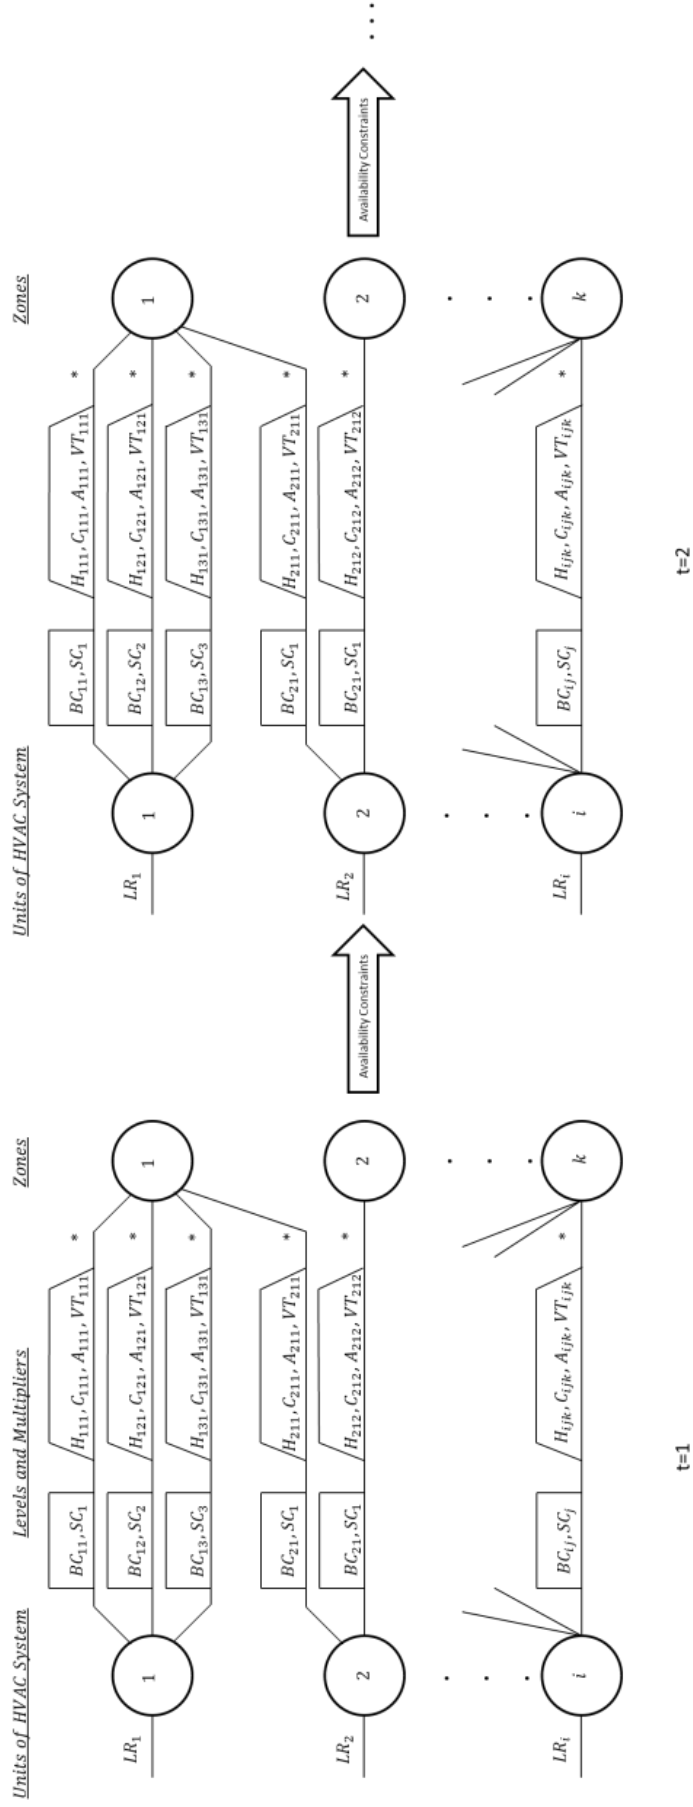 Units of HVAC System
Levels and Multipliers
Zones
LR₁
1
BC₁₁, SC₁
H₁₁₁, C₁₁₁, A₁₁₁, VT₁₁₁
*
BC₁₂, SC₂
H₁₂₁, C₁₂₁, A₁₂₁, VT₁₂₁
*
BC₁₃, SC₃
H₁₃₁, C₁₃₁, A₁₃₁, VT₁₃₁
*
1
LR₂
2
BC₂₁, SC₁
H₂₁₁, C₂₁₁, A₂₁₁, VT₂₁₁
*
BC₂₁, SC₁
H₂₁₂, C₂₁₂, A₂₁₂, VT₂₁₂
*
2
LRᵢ
i
BCᵢⱼ, SCⱼ
Hᵢⱼₖ, Cᵢⱼₖ, Aᵢⱼₖ, VTᵢⱼₖ
*
k
t=1
Availability Constraints
Units of HVAC System
Zones
LR₁
1
BC₁₁, SC₁
H₁₁₁, C₁₁₁, A₁₁₁, VT₁₁₁
*
BC₁₂, SC₂
H₁₂₁, C₁₂₁, A₁₂₁, VT₁₂₁
*
BC₁₃, SC₃
H₁₃₁, C₁₃₁, A₁₃₁, VT₁₃₁
*
1
LR₂
2
BC₂₁, SC₁
H₂₁₁, C₂₁₁, A₂₁₁, VT₂₁₁
*
BC₂₁, SC₁
H₂₁₂, C₂₁₂, A₂₁₂, VT₂₁₂
*
2
LRᵢ
i
BCᵢⱼ, SCⱼ
Hᵢⱼₖ, Cᵢⱼₖ, Aᵢⱼₖ, VTᵢⱼₖ
*
k
t=2
Availability Constraints
....